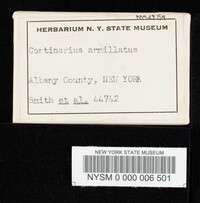 HERBARIUM N. Y. STATE MUSEUM
Cortinarius armillatus
Albany County, NEW YORK
Smith et al. 44742
NEW YORK STATE MUSEUM
NYSM 0 000 006 501